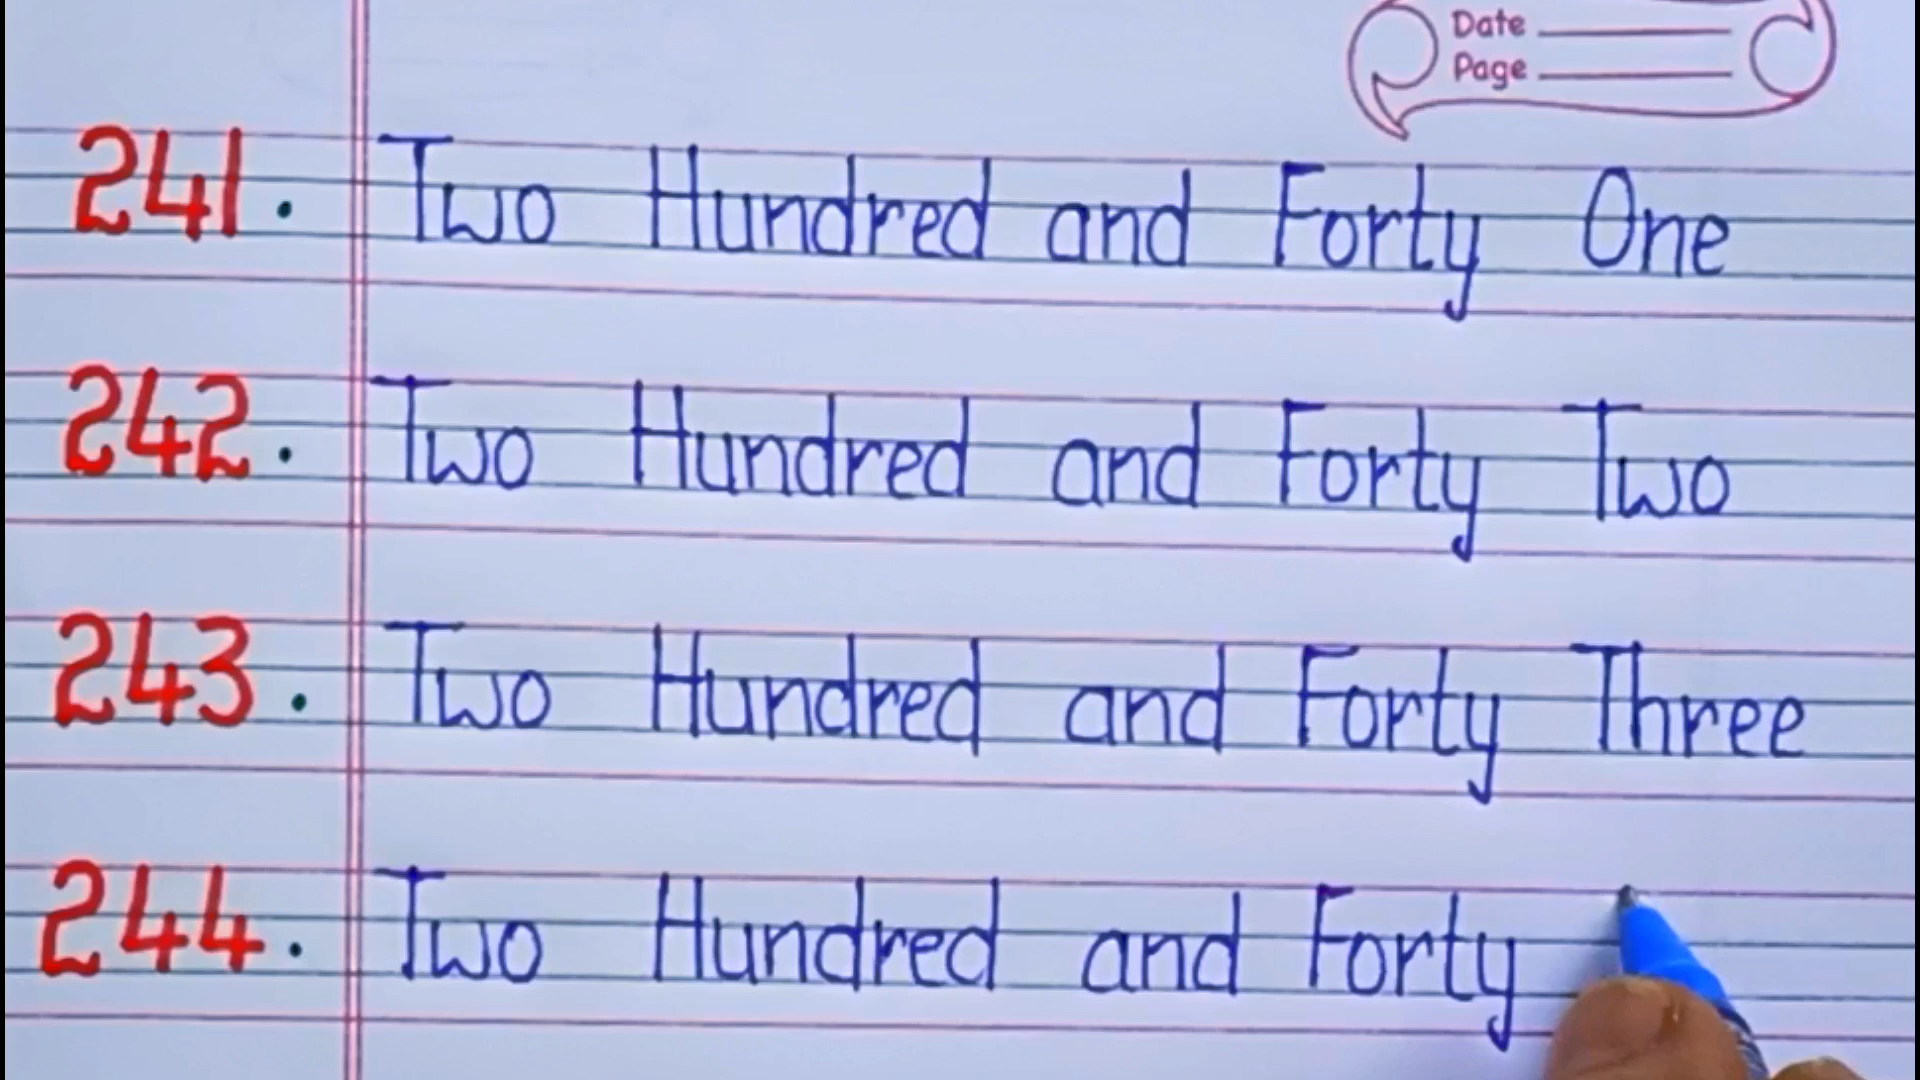 Date
Page
241. Two Hundred and Forty One
242. Two Hundred and Forty Two
243. Two Hundred and Forty Three
244. Two Hundred and Forty